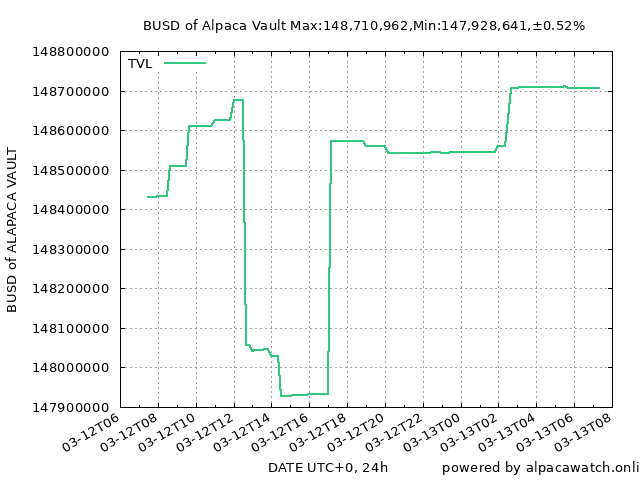 BUSD of Alpaca Vault Max:148,710,962,Min:147,928,641,±0.52%
TVL
148800000
148700000
148600000
148500000
148400000
148300000
148200000
148100000
148000000
147900000
BUSD of ALAPACA VAULT
03-12T06
03-12T08
03-12T10
03-12T12
03-12T14
03-12T16
03-12T18
03-12T20
03-12T22
03-13T00
03-13T02
03-13T04
03-13T06
03-13T08
DATE UTC+0, 24h
powered by alpacawatch.onli